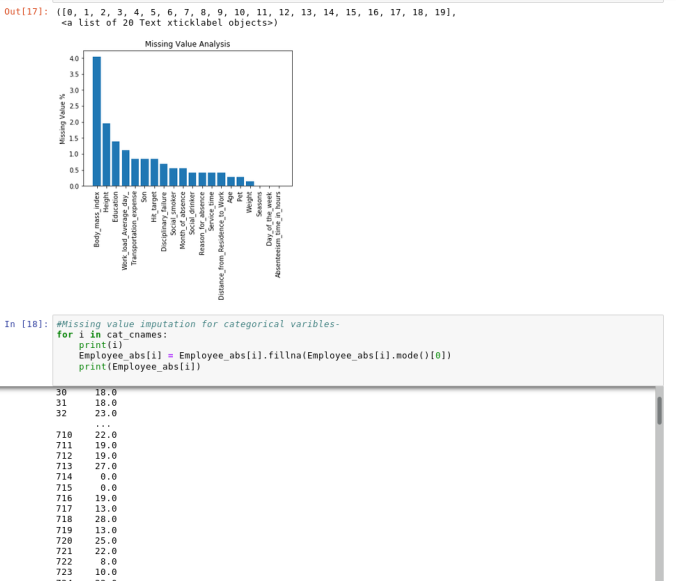 Out[17]: ([0, 1, 2, 3, 4, 5, 6, 7, 8, 9, 10, 11, 12, 13, 14, 15, 16, 17, 18, 19],
<a list of 20 Text xticklabel objects>)
Missing Value Analysis
Missing Value %
4.0
3.5
3.0
2.5
2.0
1.5
1.0
0.5
0.0
Body_mass_index
Height
Education
Work_load_Average_day_
Transportation_expense
Son
Hit_target
Disciplinary_failure
Social_smoker
Month_of_absence
Social_drinker
Reason_for_absence
Service_time
Distance_from_Residence_to_Work
Age
Pet
Weight
Seasons
Day_of_the_week
Absenteeism_time_in_hours
In [18]: #Missing value imputation for categorical varibles-
for i in cat_cnames:
print(i)
Employee_abs[i] = Employee_abs[i].fillna(Employee_abs[i].mode()[0])
print(Employee_abs[i])
30 18.0
31 18.0
32 23.0
...
710 22.0
711 19.0
712 19.0
713 27.0
714 0.0
715 0.0
716 19.0
717 13.0
718 28.0
719 13.0
720 25.0
721 22.0
722 8.0
723 10.0